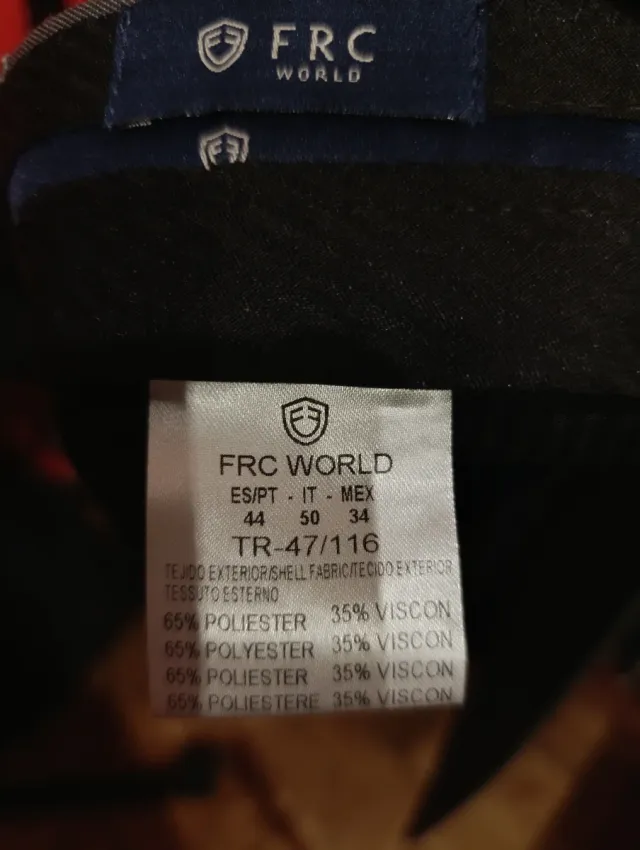 FRC
WORLD
FRC WORLD
ES/PT - IT - MEX
44 50 34
TR-47/116
TEJIDO EXTERIOR/SHELL FABRIC/TECIDO EXTERIOR
TESSUTO ESTERNO
65% POLIESTER 35% VISCON
65% POLYESTER 35% VISCON
65% POLIESTER 35% VISCON
65% POLIESTERE 35% VISCON